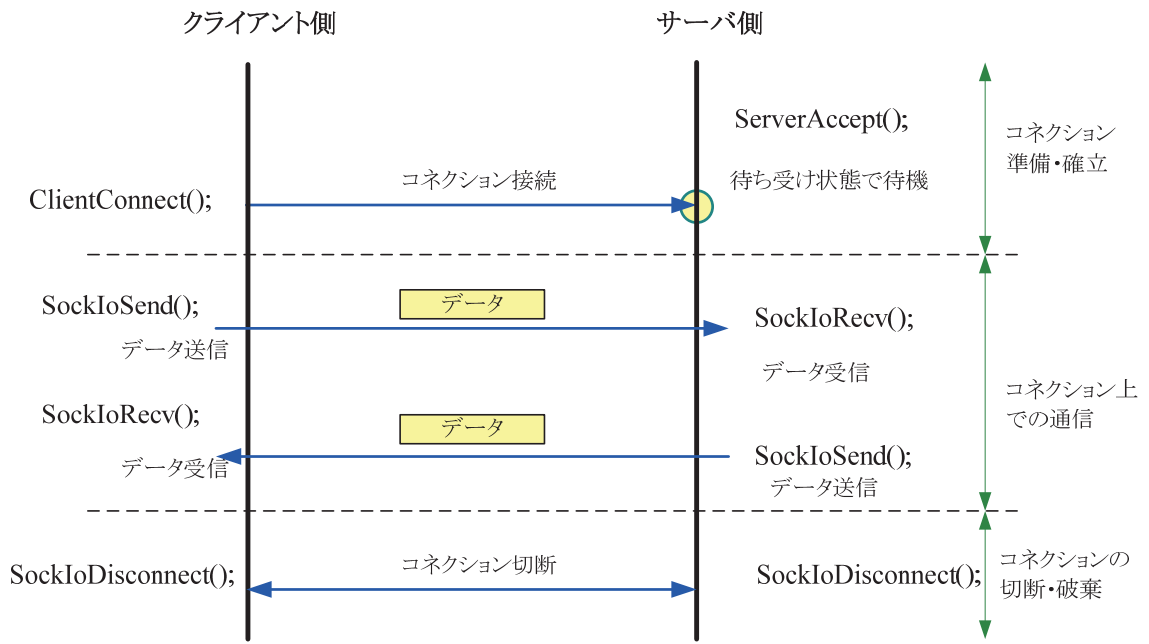 クライアント側
サーバ側
ServerAccept();
コネクション
準備・確立
コネクション接続
待ち受け状態で待機
ClientConnect();
SockIoSend();
データ
SockIoRecv();
データ送信
データ受信
コネクション上
での通信
SockIoRecv();
データ
データ受信
SockIoSend();
データ送信
コネクション切断
コネクションの
切断・破棄
SockIoDisconnect();
SockIoDisconnect();